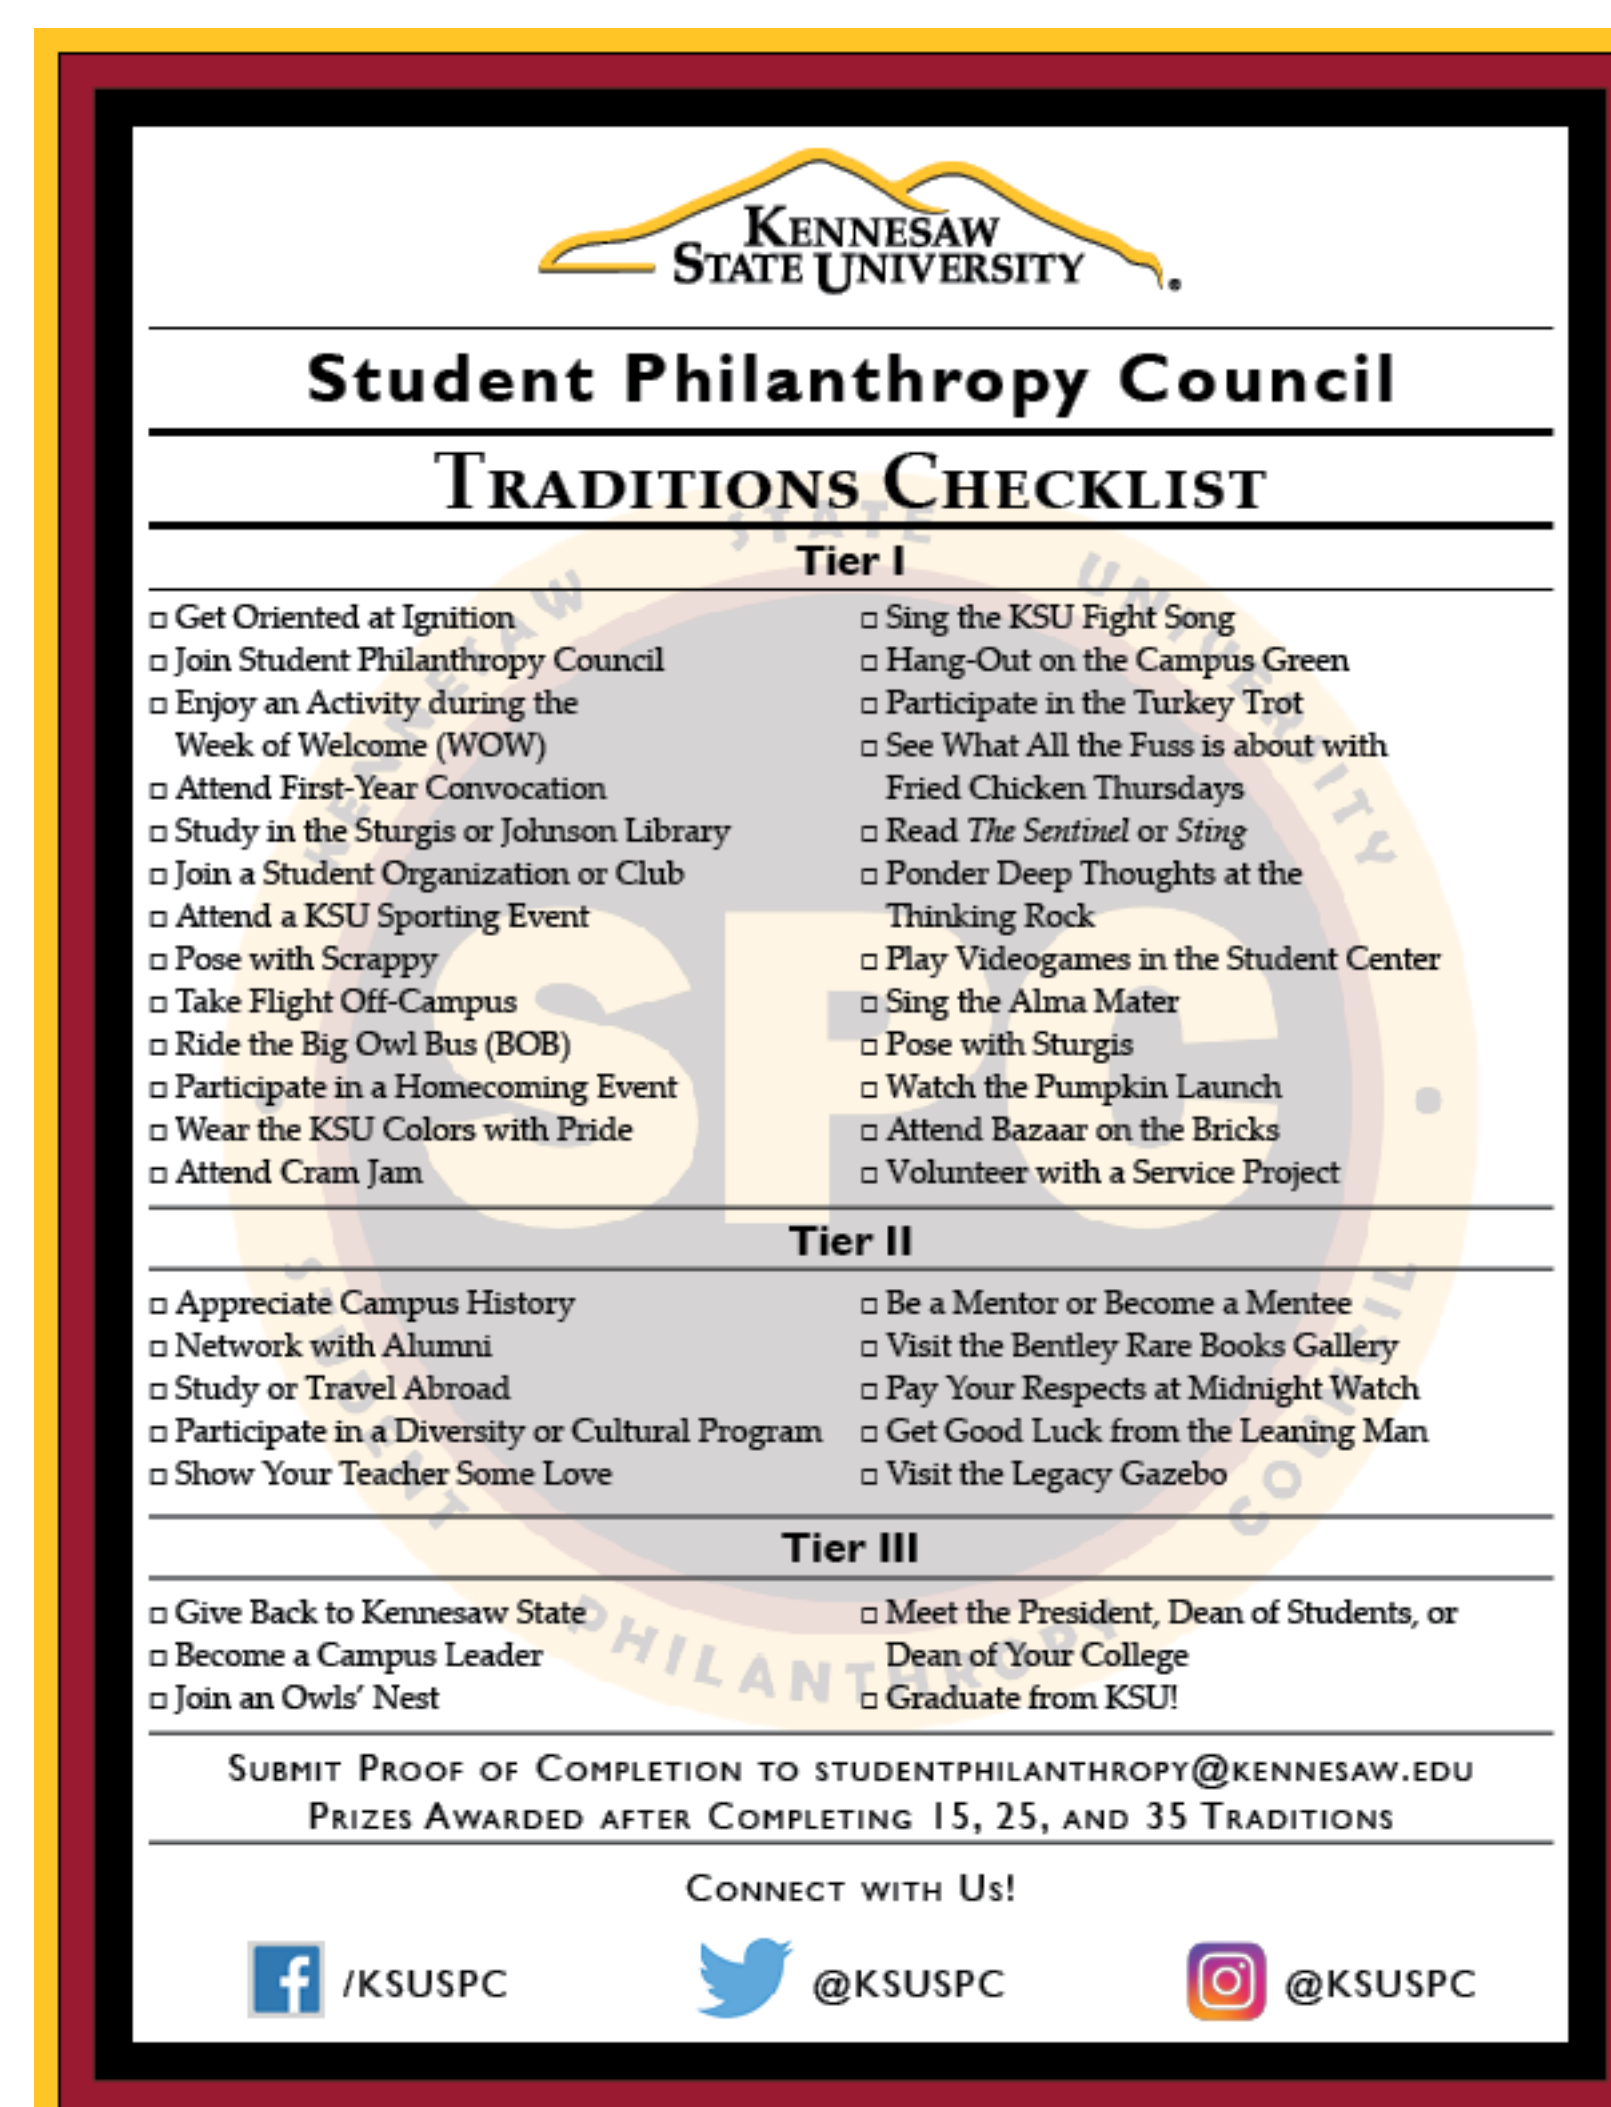 KENNESAW
STATE UNIVERSITY
Student Philanthropy Council
TRADITIONS CHECKLIST
Tier I
□ Get Oriented at Ignition
□ Join Student Philanthropy Council
□ Enjoy an Activity during the
Week of Welcome (WOW)
□ Attend First-Year Convocation
□ Study in the Sturgis or Johnson Library
□ Join a Student Organization or Club
□ Attend a KSU Sporting Event
□ Pose with Scrappy
□ Take Flight Off-Campus
□ Ride the Big Owl Bus (BOB)
□ Participate in a Homecoming Event
□ Wear the KSU Colors with Pride
□ Attend Cram Jam
□ Sing the KSU Fight Song
□ Hang-Out on the Campus Green
□ Participate in the Turkey Trot
□ See What All the Fuss is about with
Fried Chicken Thursdays
□ Read The Sentinel or Sting
□ Ponder Deep Thoughts at the
Thinking Rock
□ Play Videogames in the Student Center
□ Sing the Alma Mater
□ Pose with Sturgis
□ Watch the Pumpkin Launch
□ Attend Bazaar on the Bricks
□ Volunteer with a Service Project
Tier II
□ Appreciate Campus History
□ Network with Alumni
□ Study or Travel Abroad
□ Participate in a Diversity or Cultural Program
□ Show Your Teacher Some Love
□ Be a Mentor or Become a Mentee
□ Visit the Bentley Rare Books Gallery
□ Pay Your Respects at Midnight Watch
□ Get Good Luck from the Leaning Man
□ Visit the Legacy Gazebo
Tier III
□ Give Back to Kennesaw State
□ Become a Campus Leader
□ Join an Owls' Nest
□ Meet the President, Dean of Students, or
Dean of Your College
□ Graduate from KSU!
SUBMIT PROOF OF COMPLETION TO STUDENTPHILANTHROPY@KENNESAW.EDU
PRIZES AWARDED AFTER COMPLETING 15, 25, AND 35 TRADITIONS
CONNECT WITH US!
/KSUSPC
@KSUSPC
@KSUSPC
KENNESAW STATE UNIVERSITY
SPC
STUDENT PHILANTHROPY COUNSIL